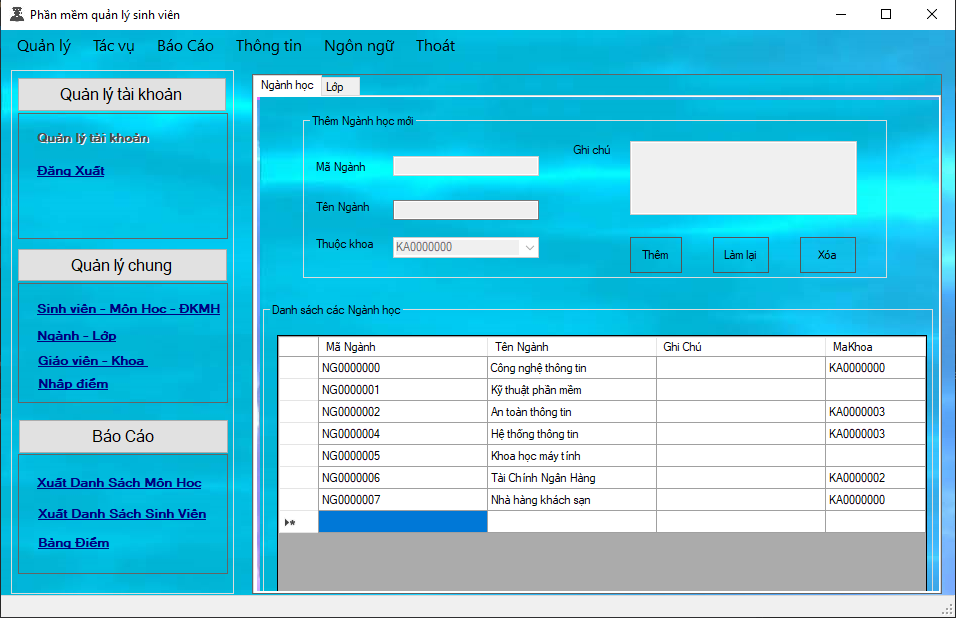 Phần mềm quản lý sinh viên
Quản lý Tác vụ Báo Cáo Thông tin Ngôn ngữ Thoát
Quản lý tài khoản
Quản lý tài khoản
Đăng Xuất
Quản lý chung
Sinh viên - Môn Học - ĐKMH
Ngành - Lớp
Giáo viên - Khoa
Nhập điểm
Báo Cáo
Xuất Danh Sách Môn Học
Xuất Danh Sách Sinh Viên
Bảng Điểm
Ngành học Lớp
Thêm Ngành học mới
Mã Ngành
Tên Ngành
Thuộc khoa KA0000000
Ghi chú
Thêm Làm lại Xóa
Danh sách các Ngành học
Mã Ngành Tên Ngành Ghi Chú MaKhoa
NG0000000 Công nghệ thông tin KA0000000
NG0000001 Kỹ thuật phần mềm
NG0000002 An toàn thông tin KA0000003
NG0000004 Hệ thống thông tin KA0000003
NG0000005 Khoa học máy tính
NG0000006 Tài Chính Ngân Hàng KA0000002
NG0000007 Nhà hàng khách sạn KA0000000